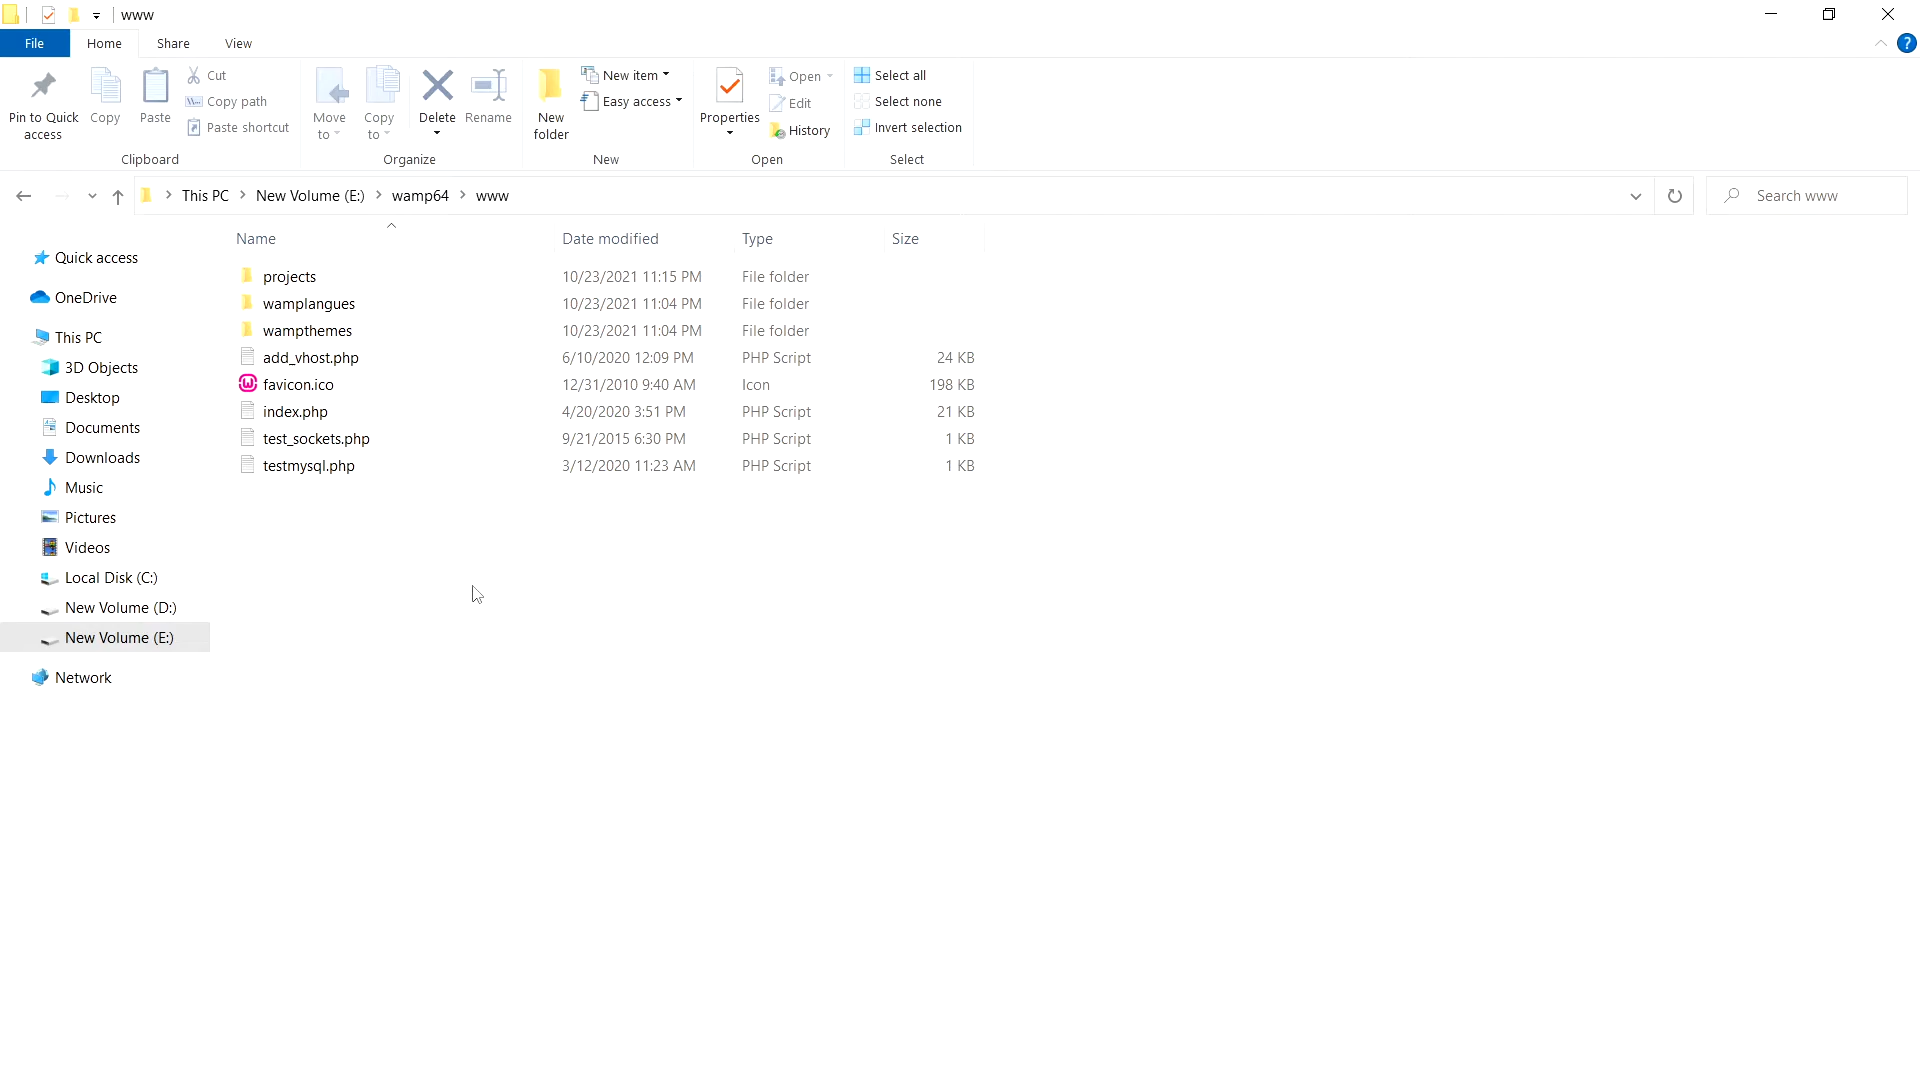 www
File Home Share View
Pin to Quick access
Copy
Paste
Cut
Copy path
Paste shortcut
Clipboard
Move to
Copy to
Delete
Rename
Organize
New folder
New item
Easy access
New
Properties
Open
Edit
History
Open
Select all
Select none
Invert selection
Select
This PC > New Volume (E:) > wamp64 > www
Search www
Quick access
OneDrive
This PC
3D Objects
Desktop
Documents
Downloads
Music
Pictures
Videos
Local Disk (C:)
New Volume (D:)
New Volume (E:)
Network
Name Date modified Type Size
projects 10/23/2021 11:15 PM File folder
wamplangues 10/23/2021 11:04 PM File folder
wampthemes 10/23/2021 11:04 PM File folder
add_vhost.php 6/10/2020 12:09 PM PHP Script 24 KB
favicon.ico 12/31/2010 9:40 AM Icon 198 KB
index.php 4/20/2020 3:51 PM PHP Script 21 KB
test_sockets.php 9/21/2015 6:30 PM PHP Script 1 KB
testmysql.php 3/12/2020 11:23 AM PHP Script 1 KB